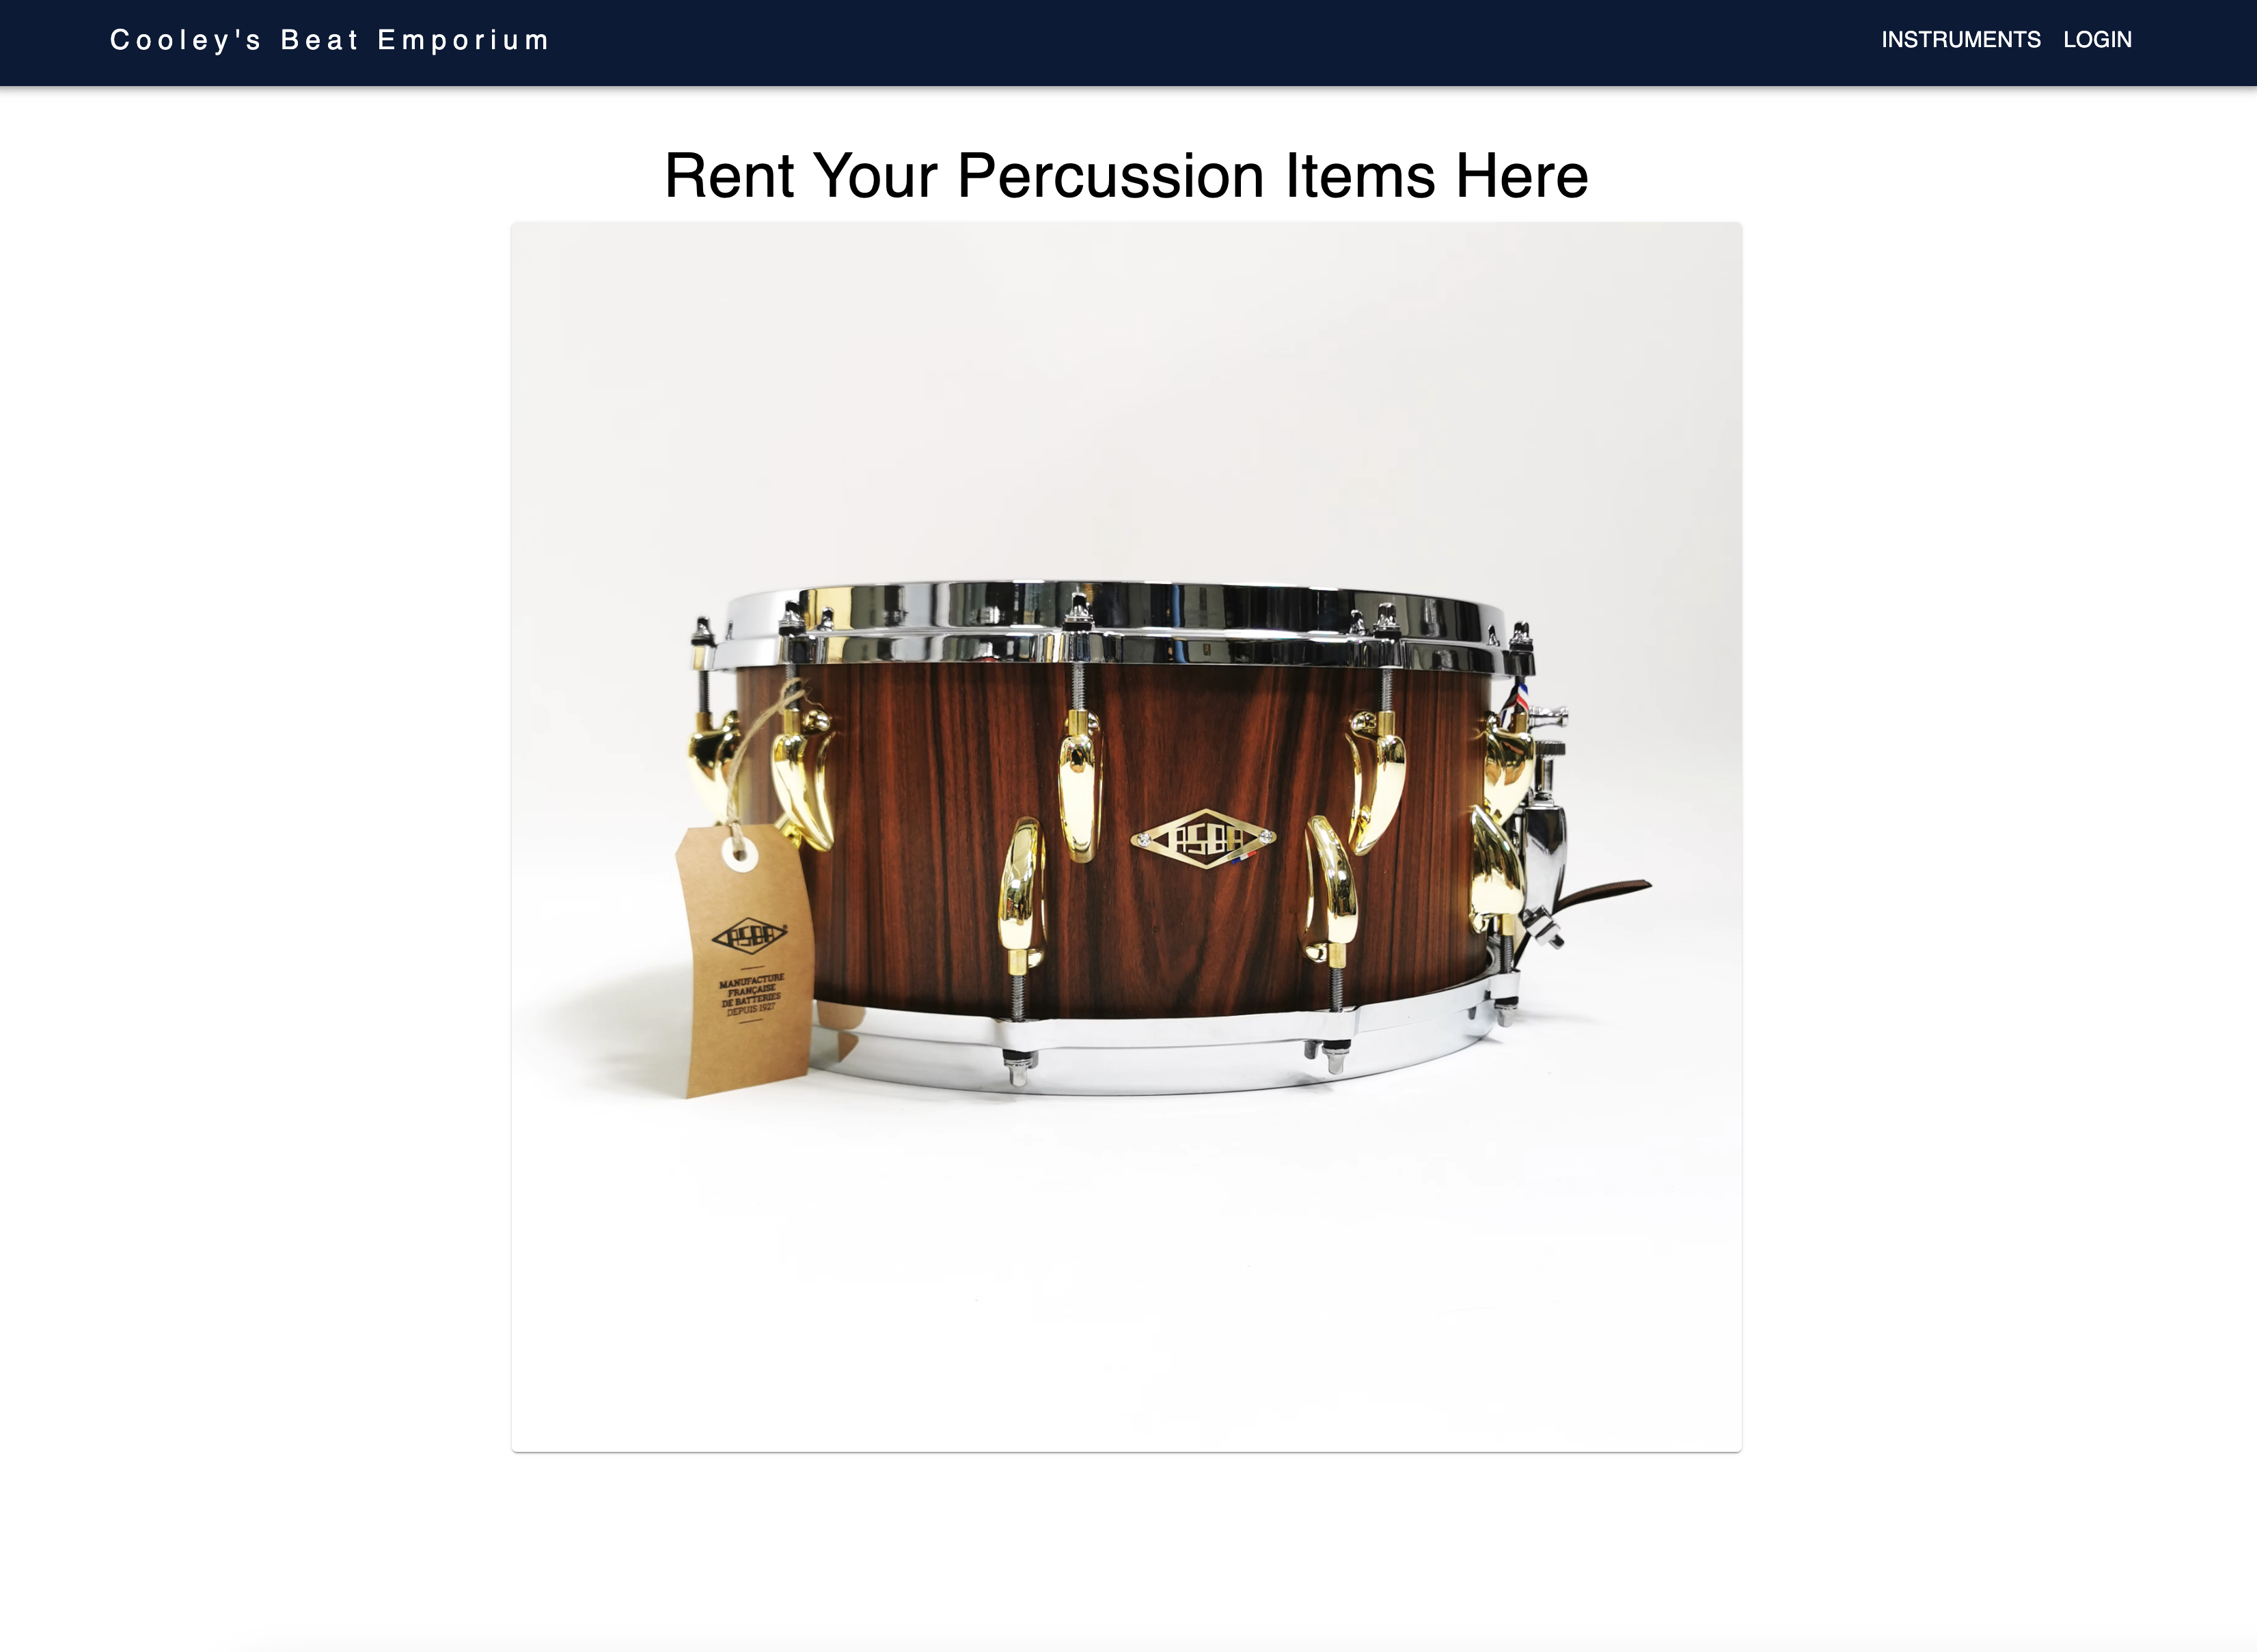 Cooley's Beat Emporium
INSTRUMENTS LOGIN
Rent Your Percussion Items Here
ASBA
ASBA
MANUFACTURE
FRANÇAISE
DE BATTERIES
DEPUIS 1927